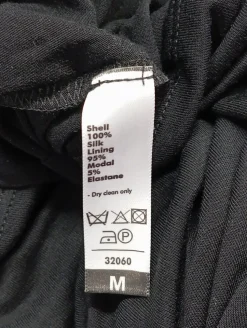 Shell
100%
Silk
Lining
95%
Modal
5%
Elastane
- Dry clean only
P
32060
M